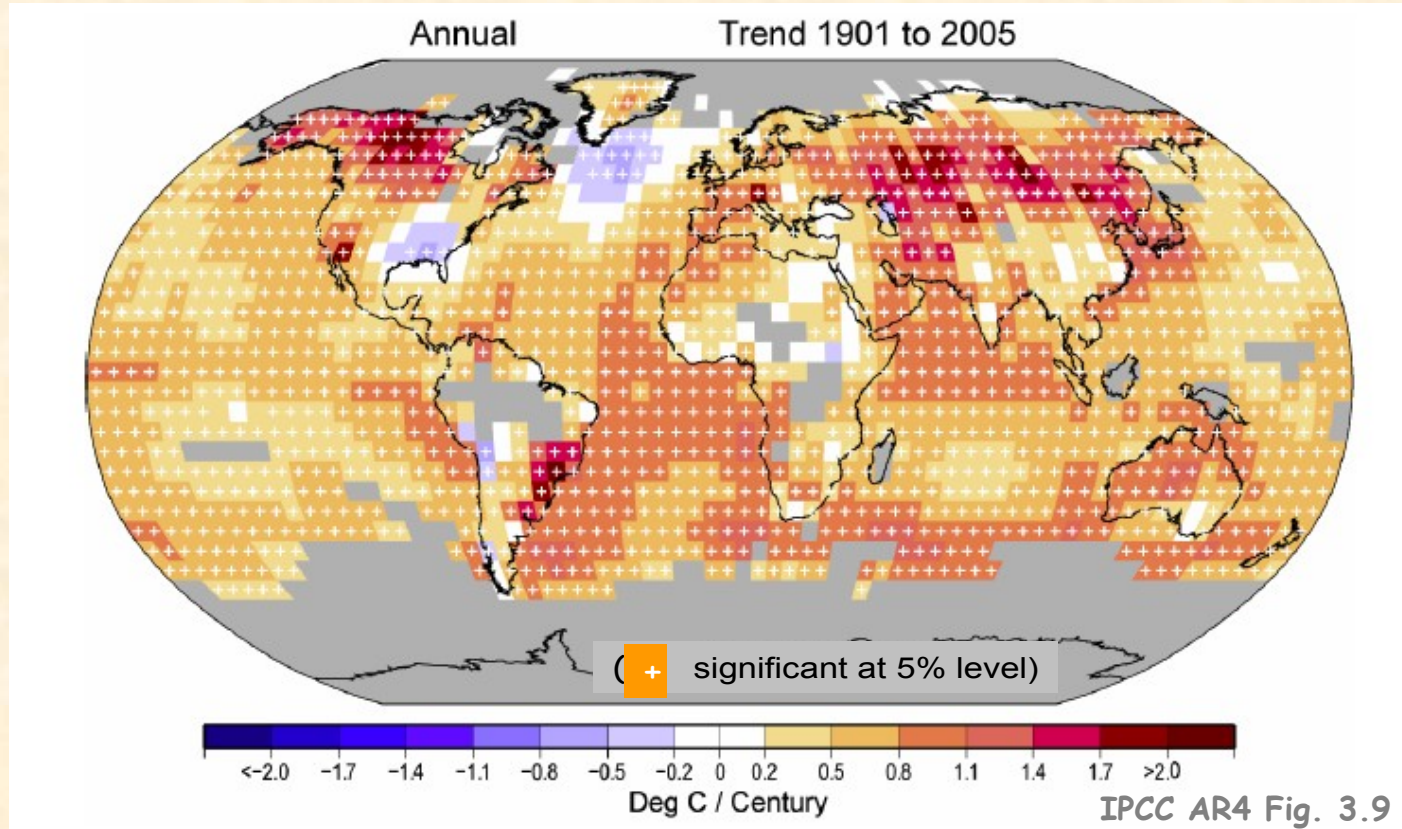 Annual Trend 1901 to 2005
( + significant at 5% level)
<-2.0 -1.7 -1.4 -1.1 -0.8 -0.5 -0.2 0 0.2 0.5 0.8 1.1 1.4 1.7 >2.0
Deg C / Century
IPCC AR4 Fig. 3.9